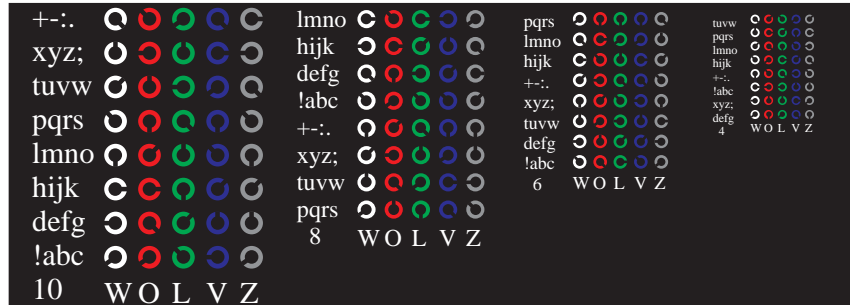 +-:.
xyz;
tuvw
pqrs
lmno
hijk
defg
!abc
10 W O L V Z
lmno
hijk
defg
!abc
+-:.
xyz;
tuvw
pqrs
8 W O L V Z
pqrs
lmno
hijk
+-:.
xyz;
tuvw
defg
!abc
6 W O L V Z
tuvw
pqrs
lmno
hijk
+-:.
!abc
xyz;
defg
4 W O L V Z